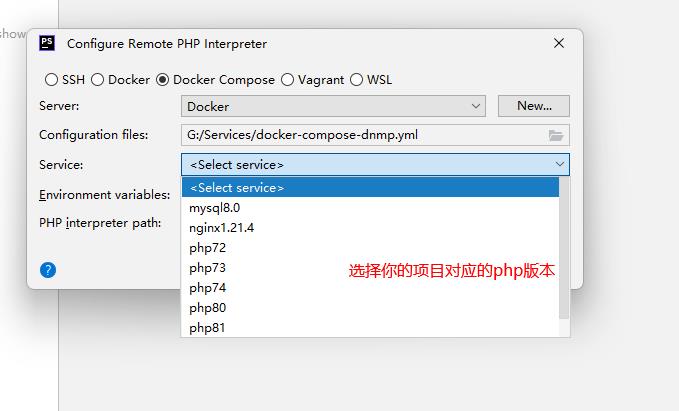 show
PS Configure Remote PHP Interpreter
SSH Docker Docker Compose Vagrant WSL
Server: Docker New...
Configuration files: G:/Services/docker-compose-dnmp.yml
Service: <Select service>
<Select service>
Environment variables:
mysql8.0
PHP interpreter path:
nginx1.21.4
php72
php73
选择你的项目对应的php版本
?
php74
php80
php81